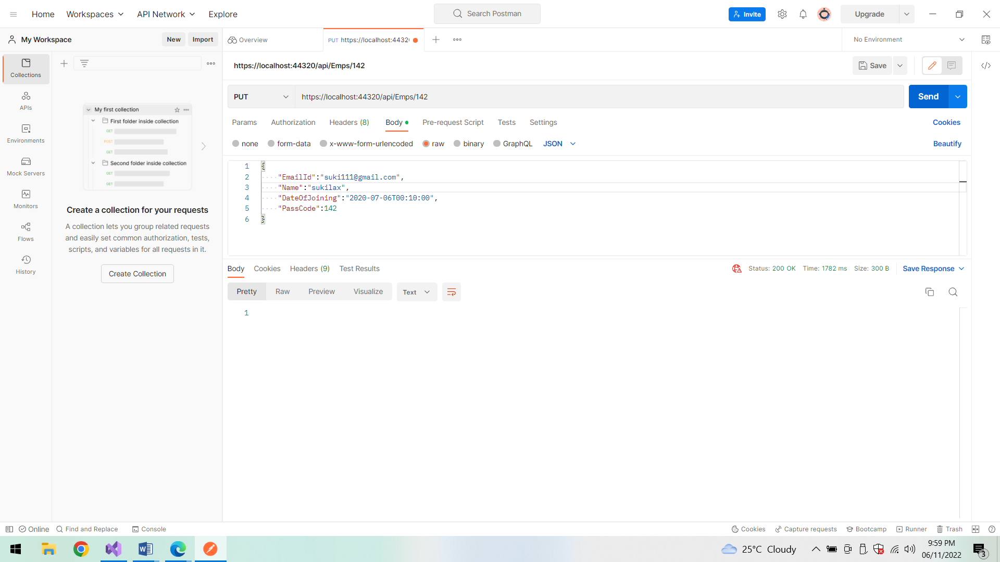 Home Workspaces API Network Explore Search Postman Invite Upgrade
My Workspace New Import Overview PUT https://localhost:4432 No Environment
Collections
APIs
Environments
Mock Servers
Monitors
Flows
History
My first collection
First folder inside collection
GET
POST
GET
Second folder inside collection
GET
GET
Create a collection for your requests
A collection lets you group related requests
and easily set common authorization, tests,
scripts, and variables for all requests in it.
Create Collection
https://localhost:44320/api/Emps/142 Save
PUT https://localhost:44320/api/Emps/142 Send
Params Authorization Headers (8) Body Pre-request Script Tests Settings Cookies
none form-data x-www-form-urlencoded raw binary GraphQL JSON Beautify
1 {
2 "EmailId":"suki111@gmail.com",
3 "Name":"sukilax",
4 "DateOfJoining":"2020-07-06T00:10:00",
5 "PassCode":142
6 }
Body Cookies Headers (9) Test Results Status: 200 OK Time: 1782 ms Size: 300 B Save Response
Pretty Raw Preview Visualize Text
1
Online Find and Replace Console Cookies Capture requests Bootcamp Runner Trash
25°C Cloudy 9:59 PM
06/11/2022
3